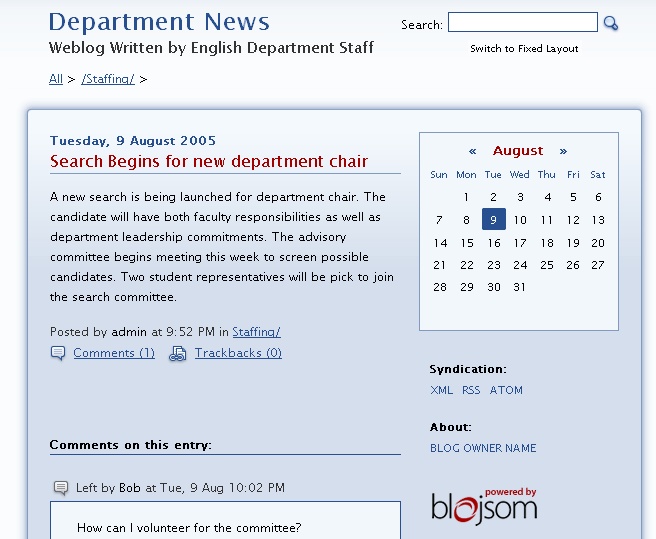 Department News
Search:
Weblog Written by English Department Staff
Switch to Fixed Layout
All > /Staffing/ >
Tuesday, 9 August 2005
Search Begins for new department chair
A new search is being launched for department chair. The
candidate will have both faculty responsibilities as well as
department leadership commitments. The advisory
committee begins meeting this week to screen possible
candidates. Two student representatives will be pick to join
the search committee.
Posted by admin at 9:52 PM in Staffing/
Comments (1) Trackbacks (0)
Comments on this entry:
Left by Bob at Tue, 9 Aug 10:02 PM
How can I volunteer for the committee?
« August »
Sun Mon Tue Wed Thu Fri Sat
1 2 3 4 5 6
7 8 9 10 11 12 13
14 15 16 17 18 19 20
21 22 23 24 25 26 27
28 29 30 31
Syndication:
XML RSS ATOM
About:
BLOG OWNER NAME
powered by
blojsom